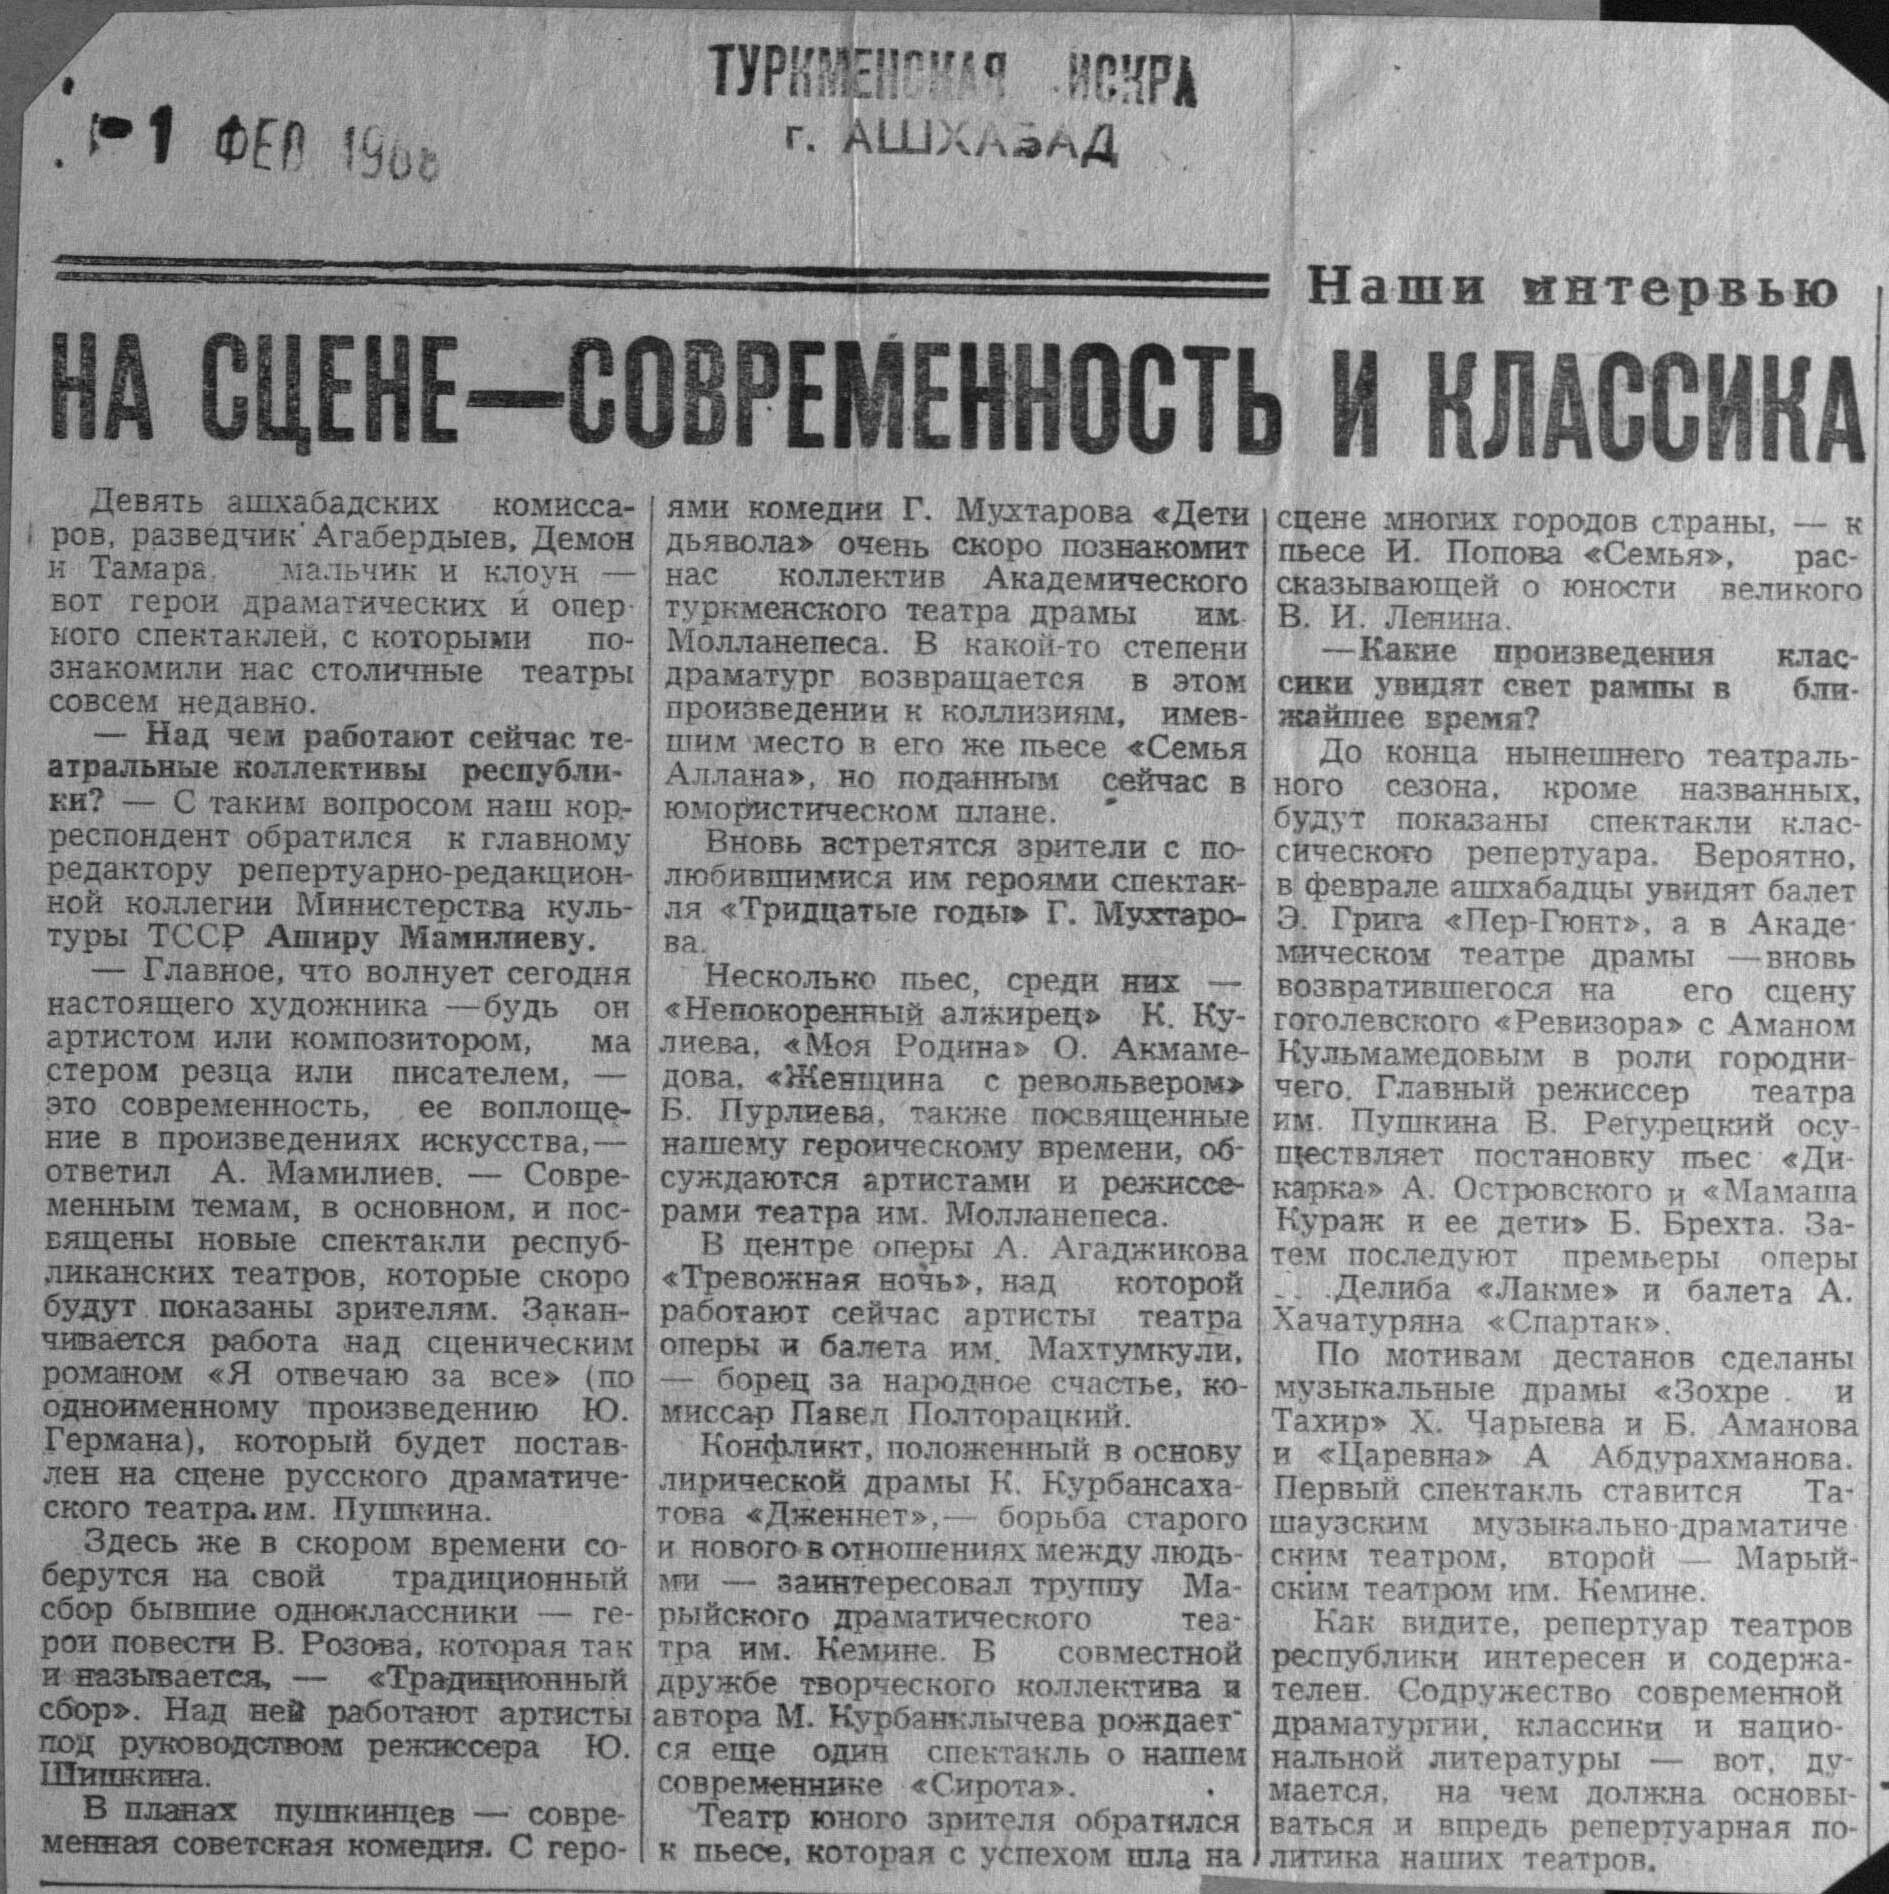 ТУРКМЕНСКАЯ ИСКРА
г. АШХАБАД
-1 ФЕВ 1968
Наши интервью
НА СЦЕНЕ—СОВРЕМЕННОСТЬ И КЛАССИКА
Девять ашхабадских комисса-
ров, разведчик Агабердыев, Демон
и Тамара, мальчик и клоун —
вот герои драматических и опер-
ного спектаклей, с которыми по-
знакомили нас столичные театры
совсем недавно.
— Над чем работают сейчас те-
атральные коллективы республи-
ки? — С таким вопросом наш кор-
респондент обратился к главному
редактору репертуарно-редакцион-
ной коллегии Министерства куль-
туры ТССР Аширу Мамилиеву.
— Главное, что волнует сегодня
настоящего художника —будь он
артистом или композитором, ма
стером резца или писателем, —
это современность, ее воплоще-
ние в произведениях искусства,—
ответил А. Мамилиев. — Совре-
менным темам, в основном, и пос-
вящены новые спектакли респуб-
ликанских театров, которые скоро
будут показаны зрителям. Закан-
чивается работа над сценическим
романом «Я отвечаю за все» (по
одноименному произведению Ю.
Германа), который будет постав-
лен на сцене русского драматиче-
ского театра им. Пушкина.
Здесь же в скором времени со-
берутся на свой традиционный
сбор бывшие одноклассники — ге-
рои повести В. Розова, которая так
и называется, — «Традиционный
сбор». Над ней работают артисты
под руководством режиссера Ю.
Шишкина.
В планах пушкинцев — совре-
менная советская комедия. С геро-
ями комедии Г. Мухтарова «Дети
дьявола» очень скоро познакомит
нас коллектив Академического
туркменского театра драмы им.
Молланепеса. В какой-то степени
драматург возвращается в этом
произведении к коллизиям, имев-
шим место в его же пьесе «Семья
Аллана», но поданным сейчас в
юмористическом плане.
Вновь встретятся зрители с по-
любившимися им героями спектак-
ля «Тридцатые годы» Г. Мухтаро-
ва.
Несколько пьес, среди них —
«Непокоренный алжирец» К. Ку-
лиева, «Моя Родина» О. Акмаме-
дова, «Женщина с револьвером»
Б. Пурлиева, также посвященные
нашему героическому времени, об-
суждаются артистами и режиссе-
рами театра им. Молланепеса.
В центре оперы А. Агаджикова
«Тревожная ночь», над которой
работают сейчас артисты театра
оперы и балета им. Махтумкули,
— борец за народное счастье, ко-
миссар Павел Полторацкий.
Конфликт, положенный в основу
лирической драмы К. Курбансаха-
това «Дженнет»,— борьба старого
и нового в отношениях между людь-
ми — заинтересовал труппу Ма-
рыйского драматического теа-
тра им. Кемине. В совместной
дружбе творческого коллектива и
автора М. Курбанклычева рождает-
ся еще один спектакль о нашем
современнике «Сирота».
Театр юного зрителя обратился
к пьесе, которая с успехом шла на
сцене многих городов страны, — к
пьесе И. Попова «Семья», рас-
сказывающей о юности великого
В. И. Ленина.
—Какие произведения клас-
сики увидят свет рампы в бли-
жайшее время?
До конца нынешнего театраль-
ного сезона, кроме названных,
будут показаны спектакли клас-
сического репертуара. Вероятно,
в феврале ашхабадцы увидят балет
Э. Грига «Пер-Гюнт», а в Акаде-
мическом театре драмы —вновь
возвратившегося на его сцену
гоголевского «Ревизора» с Аманом
Кульмамедовым в роли городни-
чего. Главный режиссер театра
им. Пушкина В. Регурецкий осу-
ществляет постановку пьес «Ди-
карка» А. Островского и «Мамаша
Кураж и ее дети» Б. Брехта. За-
тем последуют премьеры оперы
Делиба «Лакме» и балета А.
Хачатуряна «Спартак».
По мотивам дестанов сделаны
музыкальные драмы «Зохре и
Тахир» Х. Чарыева и Б. Аманова
и «Царевна» А Абдурахманова.
Первый спектакль ставится Та-
шаузским музыкально-драматиче
ским театром, второй — Марый-
ским театром им. Кемине.
Как видите, репертуар театров
республики интересен и содержа-
телен. Содружество современной
драматургии, классики и нацио-
нальной литературы — вот, ду-
мается, на чем должна основы-
ваться и впредь репертуарная по-
литика наших театров.